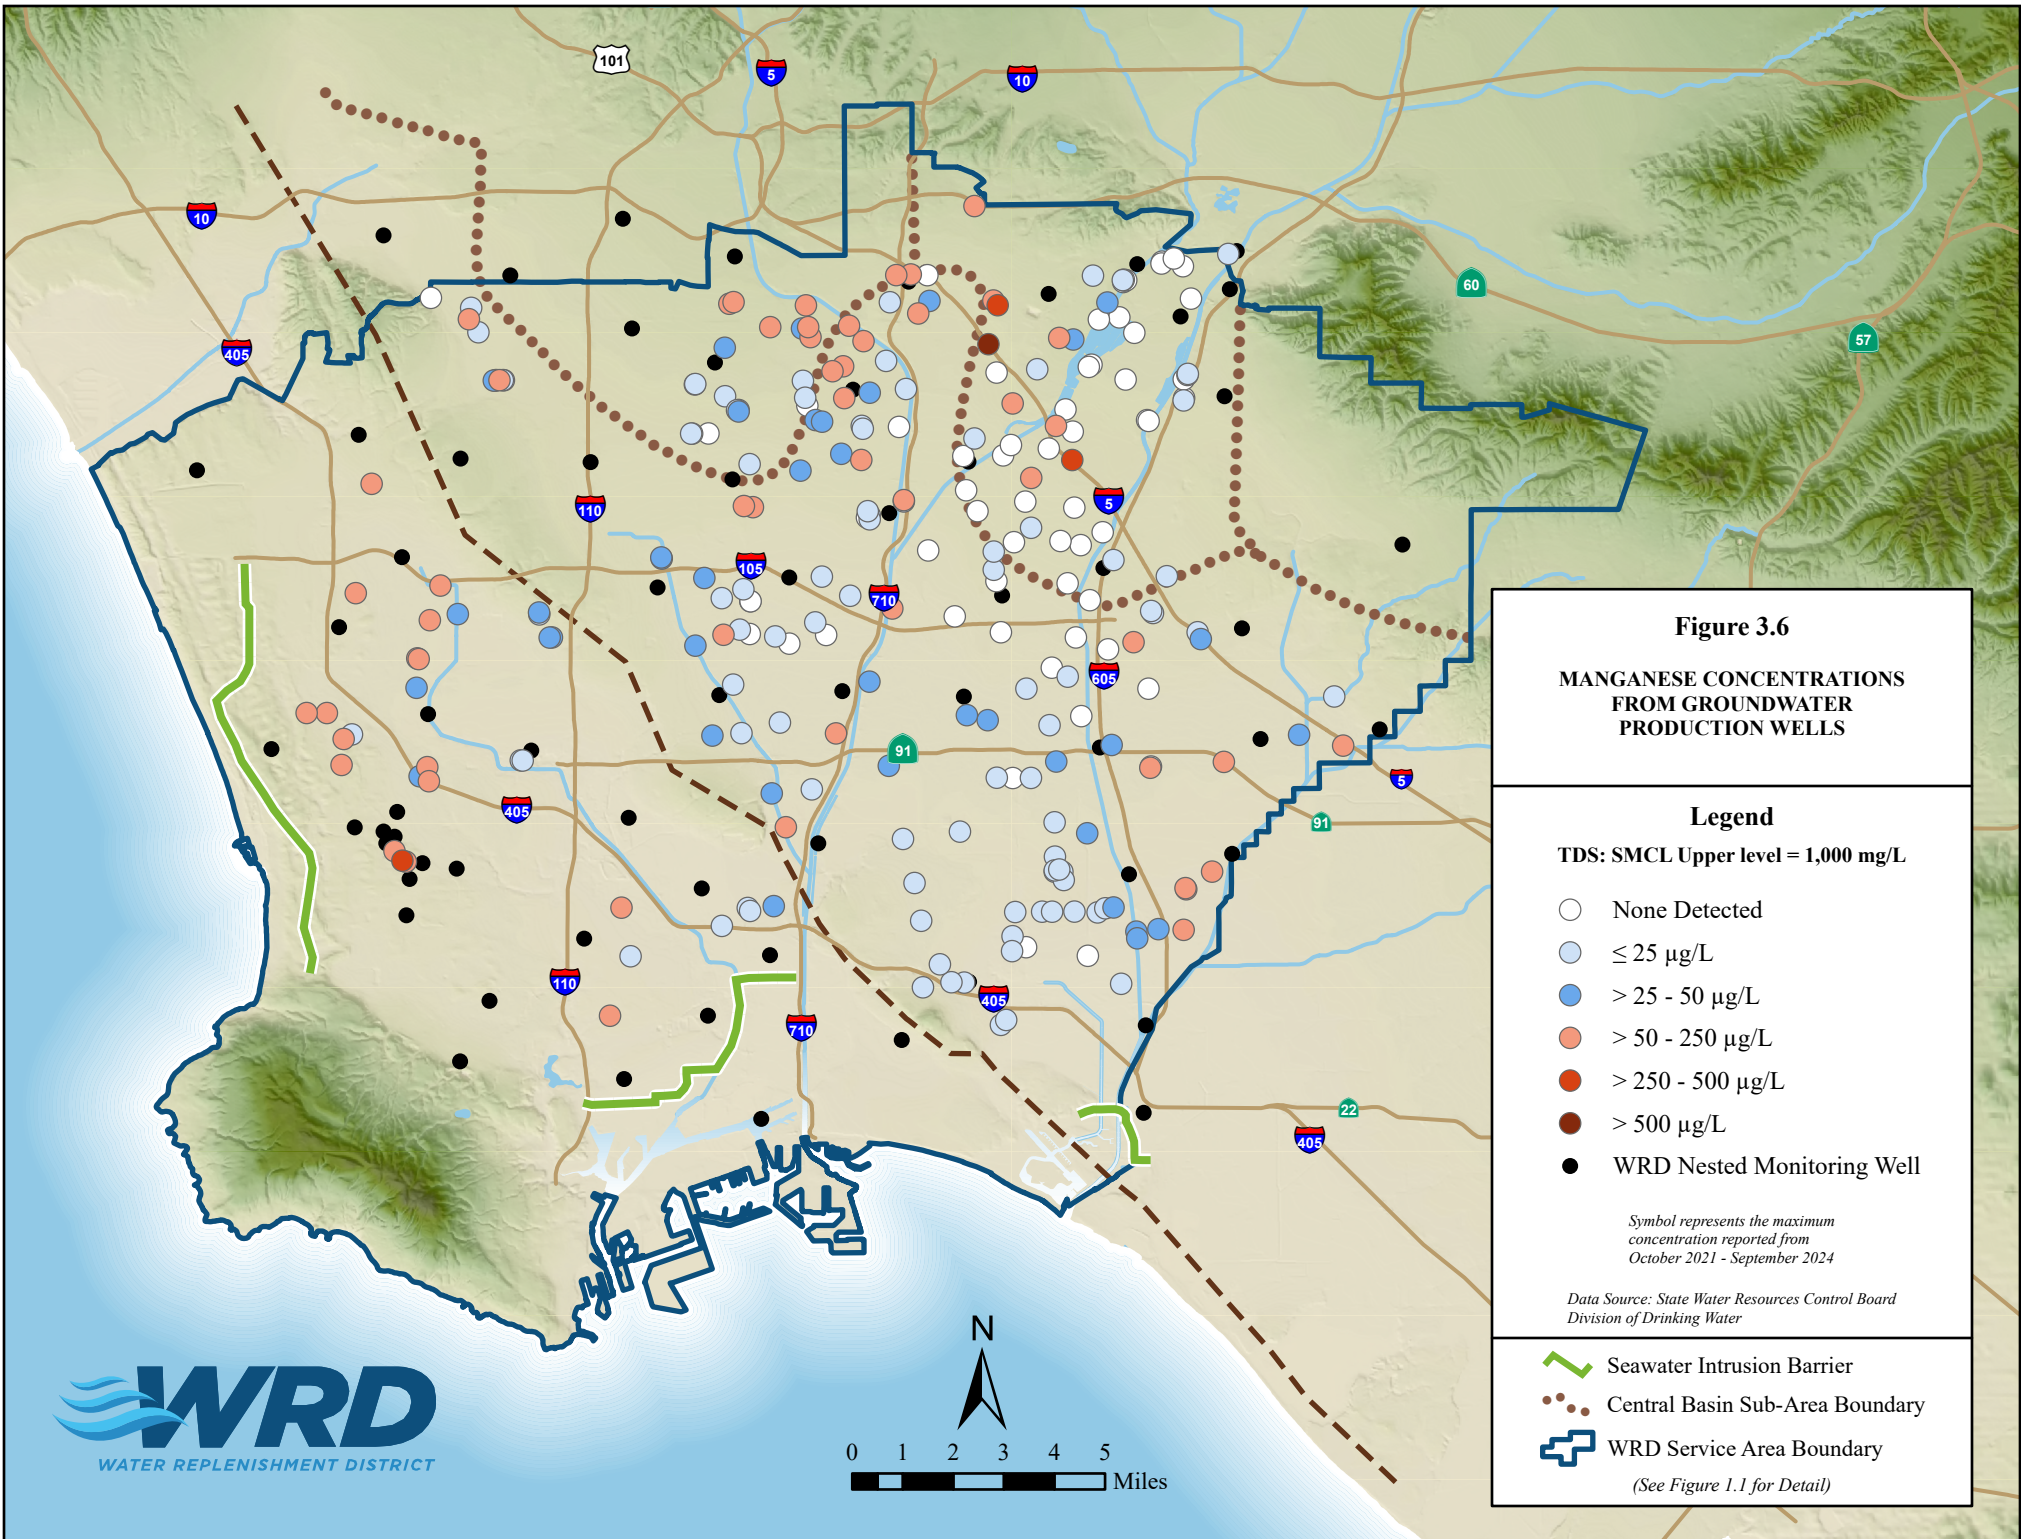 101
5
10
10
60
57
405
110
5
105
710
605
91
5
405
91
110
405
710
22
405
Figure 3.6
MANGANESE CONCENTRATIONS
FROM GROUNDWATER
PRODUCTION WELLS
Legend
TDS: SMCL Upper level = 1,000 mg/L
None Detected
≤ 25 µg/L
> 25 - 50 µg/L
> 50 - 250 µg/L
> 250 - 500 µg/L
> 500 µg/L
WRD Nested Monitoring Well
Symbol represents the maximum
concentration reported from
October 2021 - September 2024
Data Source: State Water Resources Control Board
Division of Drinking Water
Seawater Intrusion Barrier
Central Basin Sub-Area Boundary
WRD Service Area Boundary
(See Figure 1.1 for Detail)
N
0 1 2 3 4 5
Miles
WRD
WATER REPLENISHMENT DISTRICT